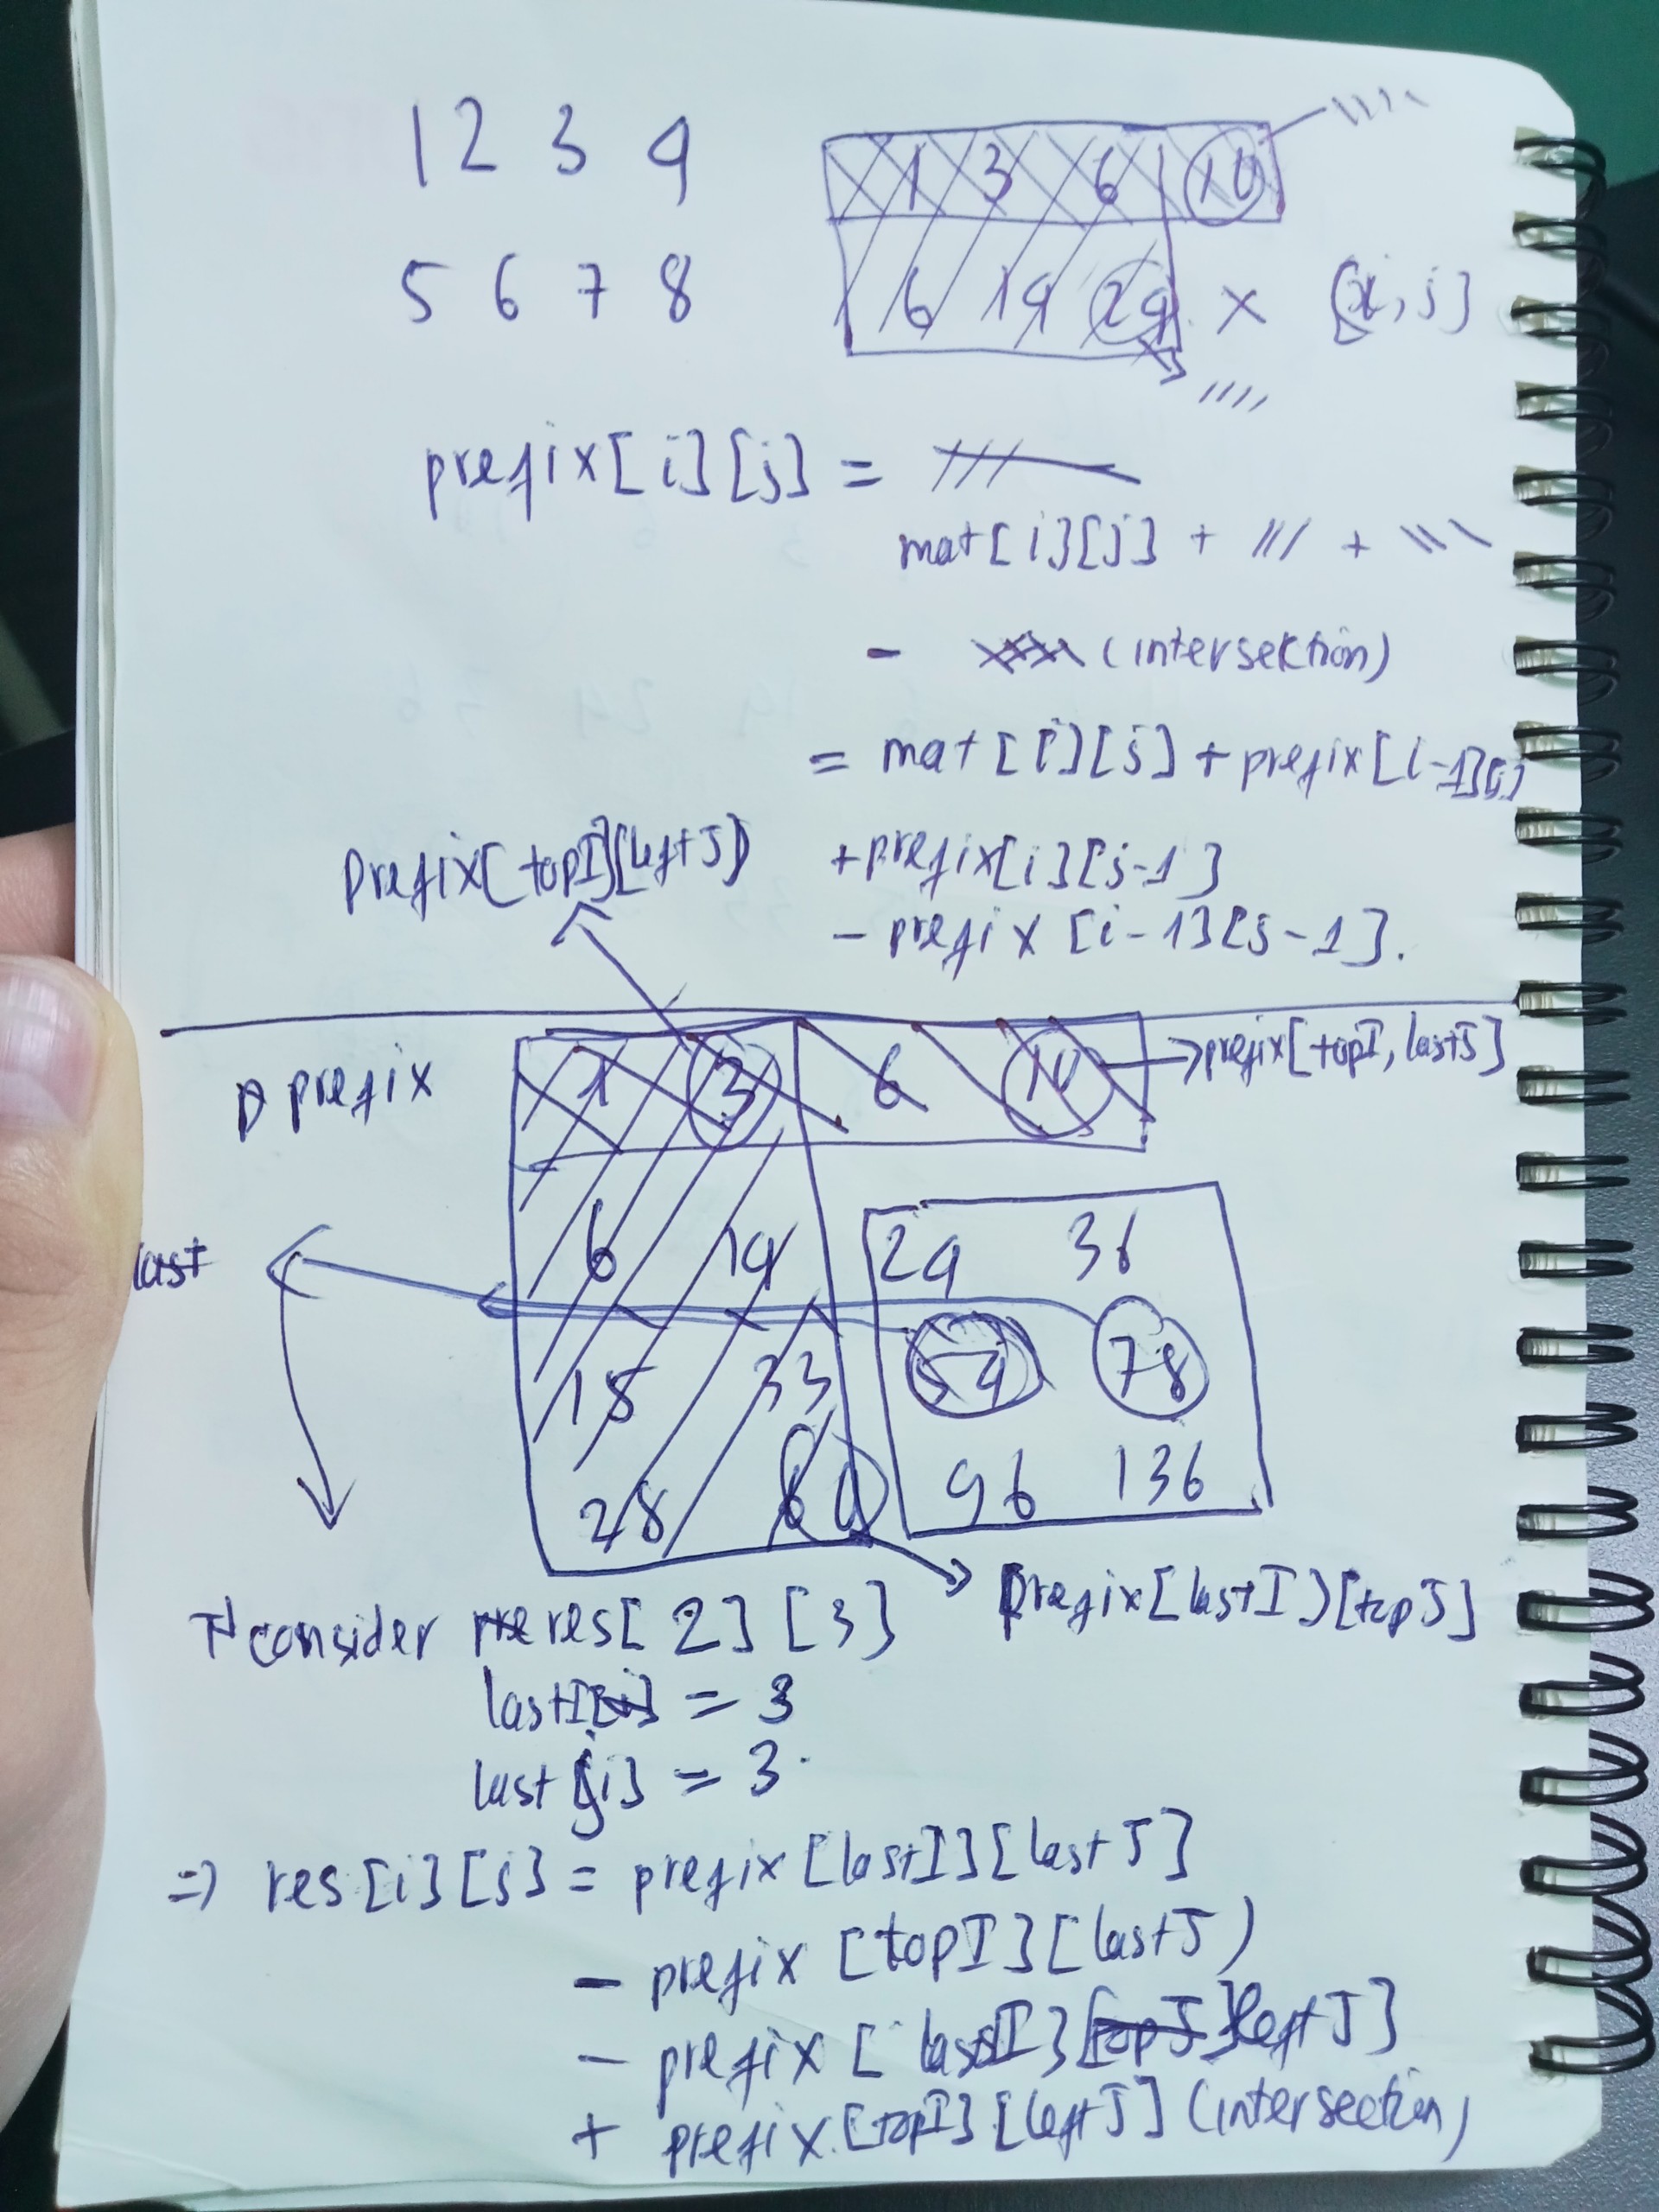 1 2 3 4
1 3 6 10
5 6 7 8
6 14 24 x (i, j]
prefix[i][j] =
mat[i][j] + /// + \\\
- xxx (intersection)
= mat[i][j] + prefix[i-1][j]
prefix[topI][leftJ]
+prefix[i][j-1]
- prefix [i-1][j-1].
prefix 1 3 6 10 →prefix[topI, lastJ]
last 6 14 24 36
18 33 54 78
28 60 96 136
prefix[lastI)[topJ]
consider res[2][3]
lastI = 3
last j = 3.
=> res[i][j] = prefix[lastI][lastJ]
- prefix [topI][lastJ)
- prefix [lastI][leftJ]
+ prefix.[topI][leftJ] (intersection)